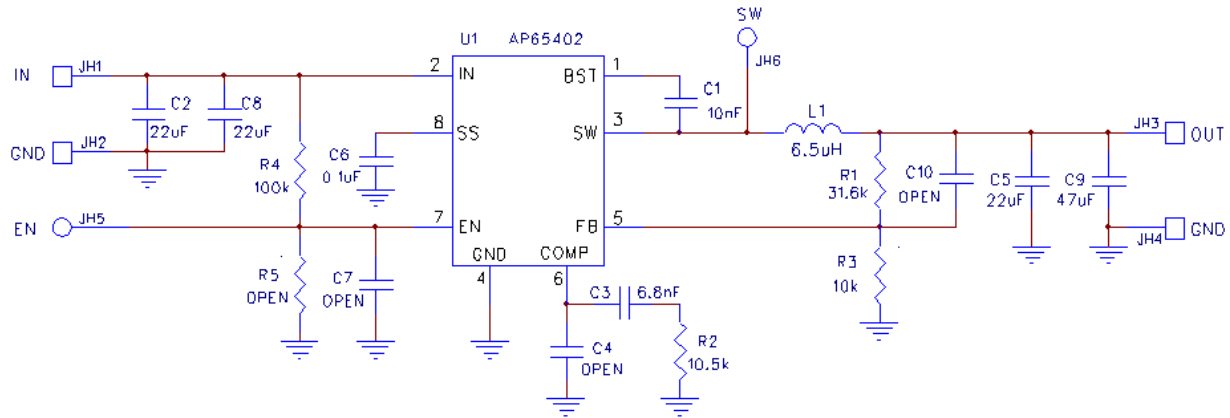 SW
U1 AP65402
JH6
IN JH1 2 IN BST 1
C1
10nF
C2
22uF
C8
22uF
8 SS SW 3
L1
6.5uH
JH3 OUT
GND JH2
C6
0.1uF
R4
100k
R1
31.6k
C10
OPEN
C5
22uF
C9
47uF
EN JH5 7 EN FB 5
JH4 GND
GND
4
COMP
6
R5
OPEN
C7
OPEN
R3
10k
C3 6.8nF
C4
OPEN
R2
10.5k